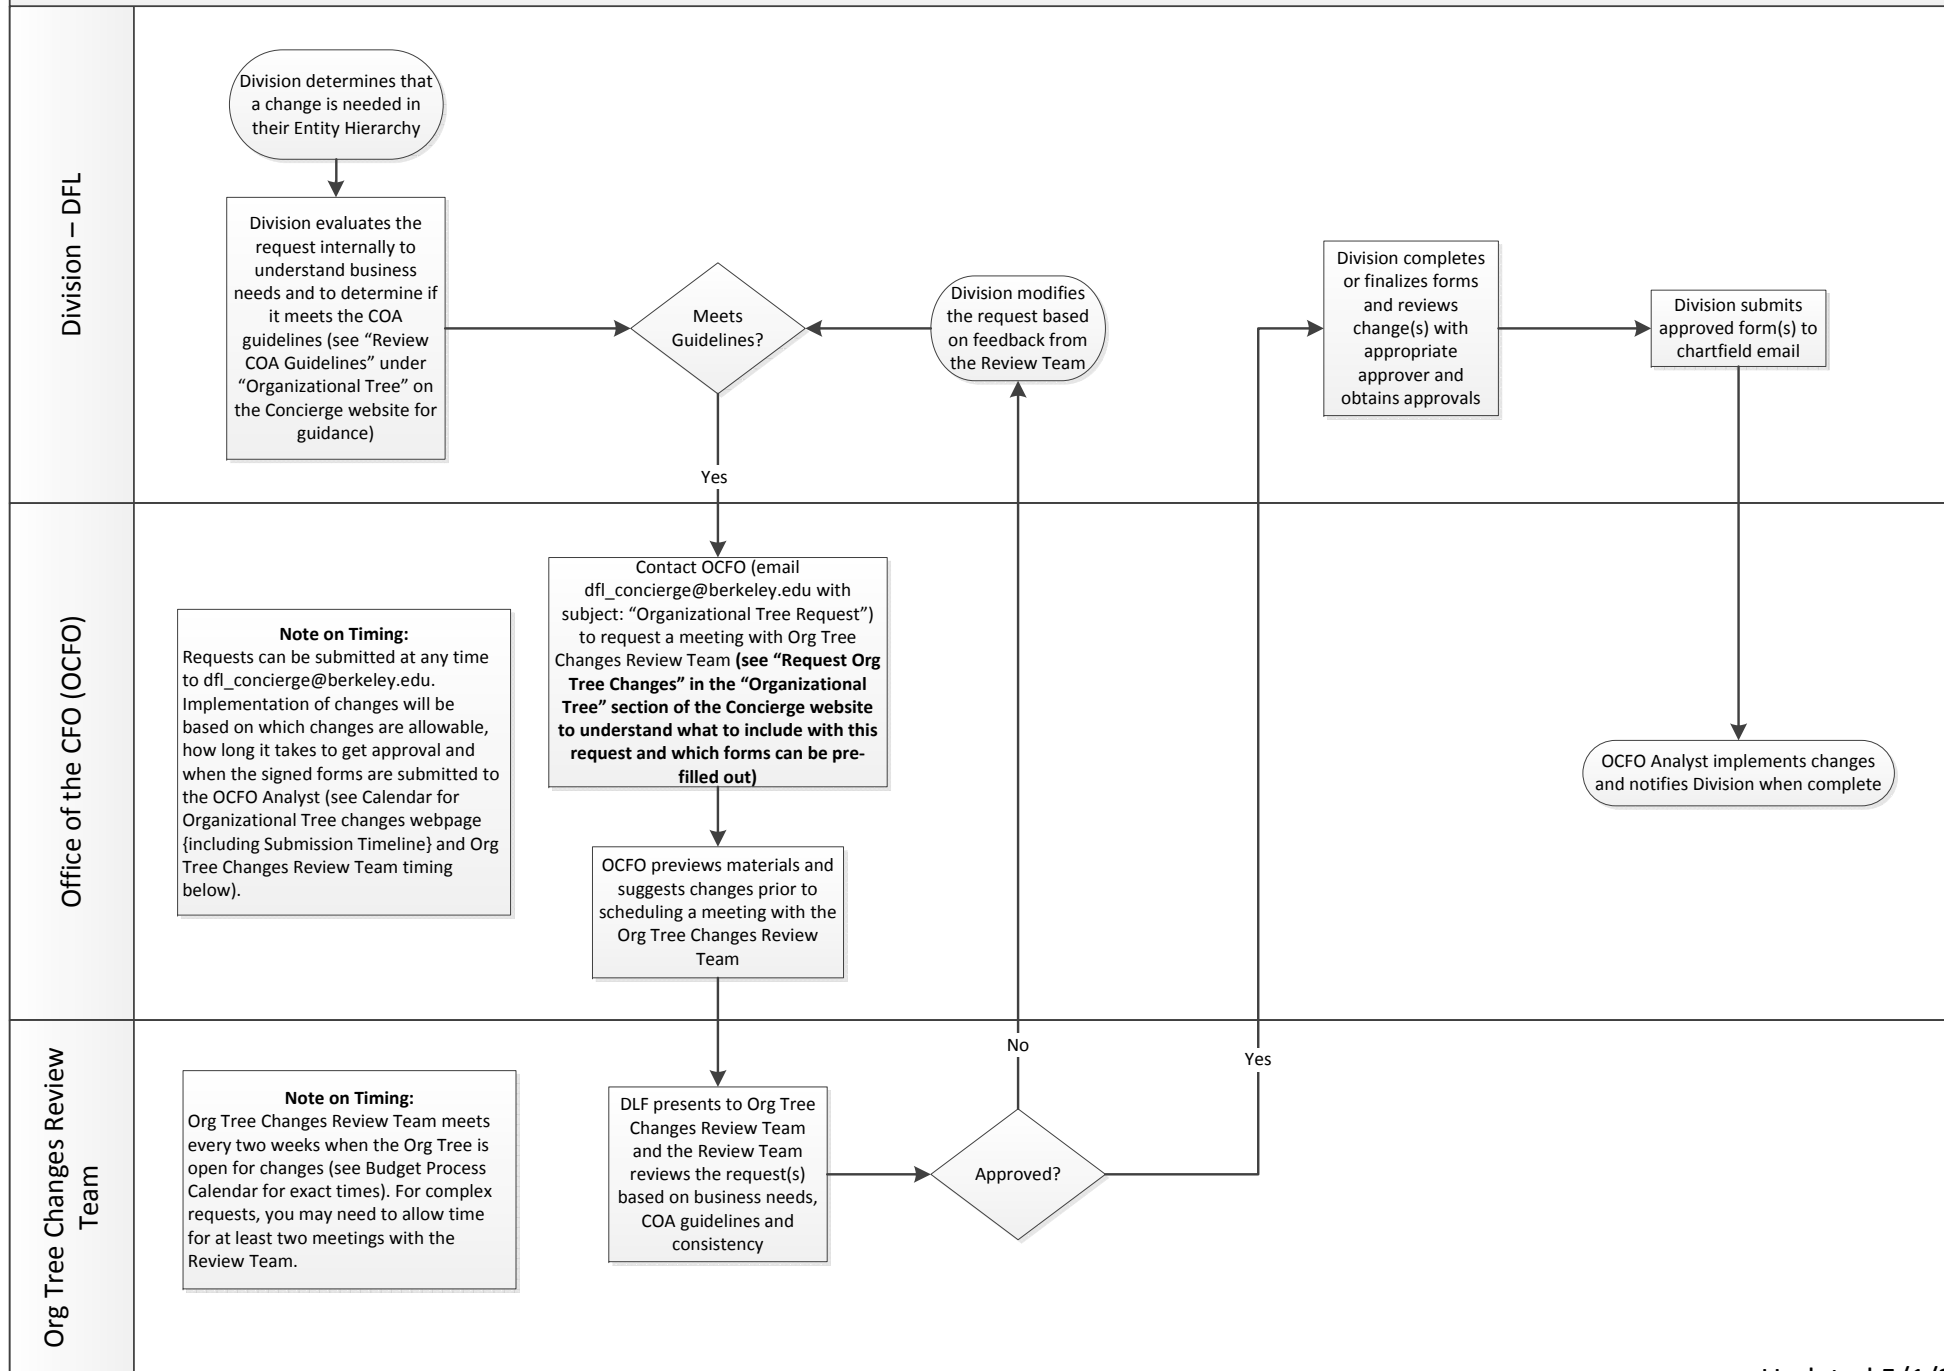 Division – DFL
Division determines that
a change is needed in
their Entity Hierarchy
Division evaluates the
request internally to
understand business
needs and to determine if
it meets the COA
guidelines (see “Review
COA Guidelines” under
“Organizational Tree” on
the Concierge website for
guidance)
Meets
Guidelines?
Division modifies
the request based
on feedback from
the Review Team
Division completes
or finalizes forms
and reviews
change(s) with
appropriate
approver and
obtains approvals
Division submits
approved form(s) to
chartfield email
Yes
Office of the CFO (OCFO)
Note on Timing:
Requests can be submitted at any time
to dfl_concierge@berkeley.edu.
Implementation of changes will be
based on which changes are allowable,
how long it takes to get approval and
when the signed forms are submitted to
the OCFO Analyst (see Calendar for
Organizational Tree changes webpage
{including Submission Timeline} and Org
Tree Changes Review Team timing
below).
Contact OCFO (email
dfl_concierge@berkeley.edu with
subject: “Organizational Tree Request”)
to request a meeting with Org Tree
Changes Review Team (see “Request Org
Tree Changes” in the “Organizational
Tree” section of the Concierge website
to understand what to include with this
request and which forms can be pre-
filled out)
OCFO previews materials and
suggests changes prior to
scheduling a meeting with the
Org Tree Changes Review
Team
OCFO Analyst implements changes
and notifies Division when complete
Org Tree Changes Review
Team
Note on Timing:
Org Tree Changes Review Team meets
every two weeks when the Org Tree is
open for changes (see Budget Process
Calendar for exact times). For complex
requests, you may need to allow time
for at least two meetings with the
Review Team.
DLF presents to Org Tree
Changes Review Team
and the Review Team
reviews the request(s)
based on business needs,
COA guidelines and
consistency
Approved?
No
Yes